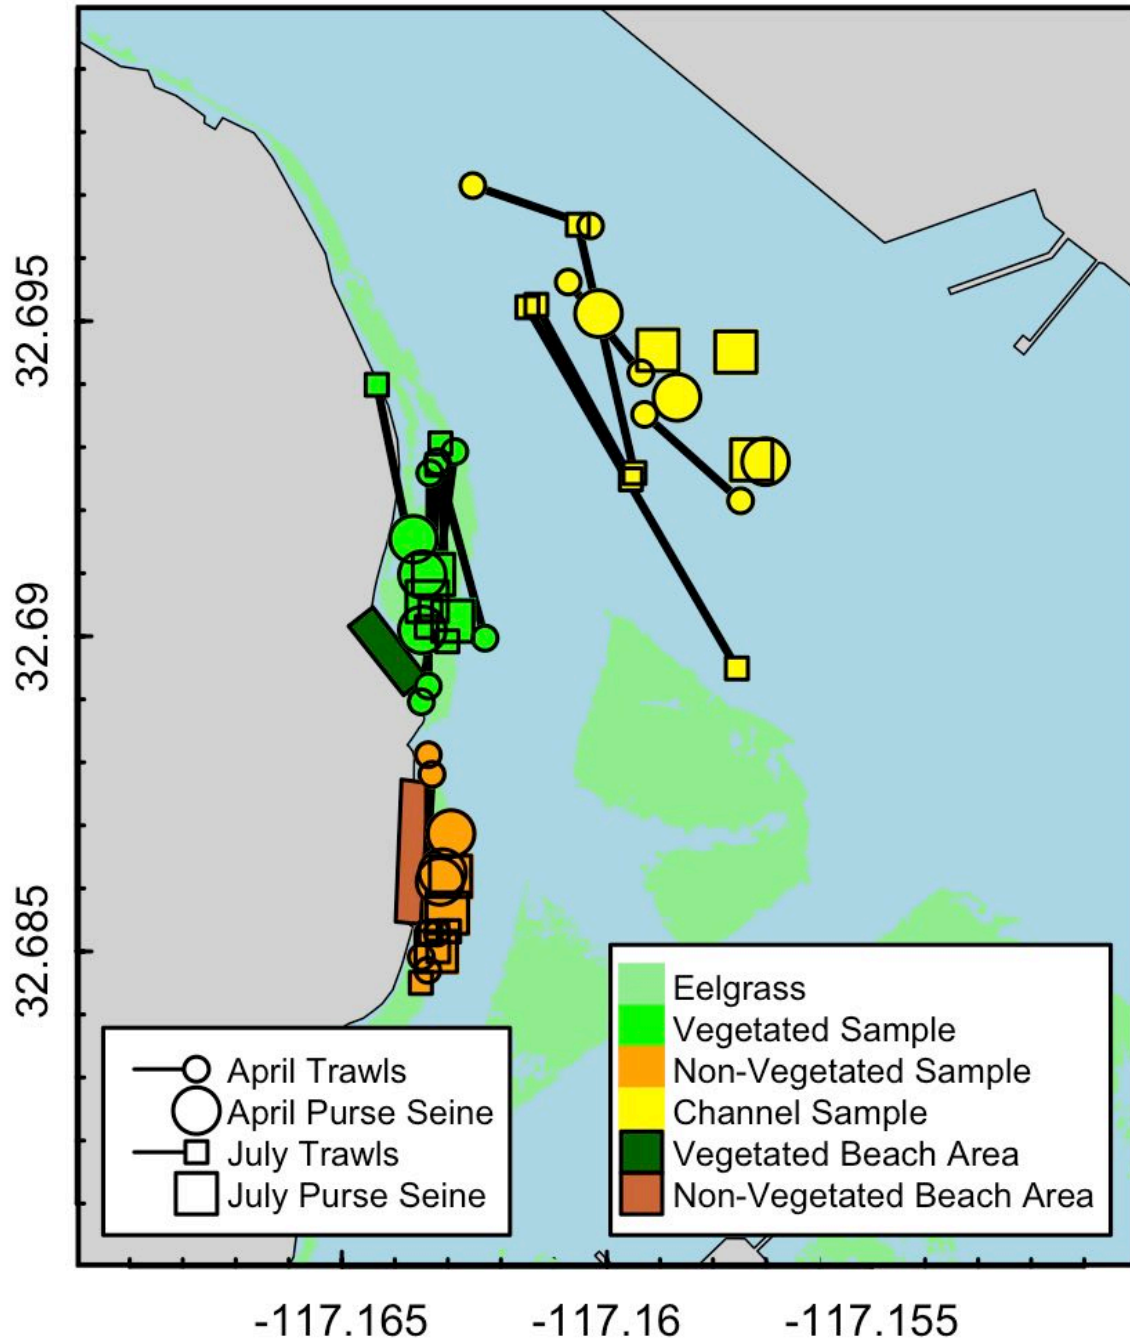 32.695
32.69
32.685
Eelgrass
Vegetated Sample
Non-Vegetated Sample
Channel Sample
Vegetated Beach Area
Non-Vegetated Beach Area
April Trawls
April Purse Seine
July Trawls
July Purse Seine
-117.165
-117.16
-117.155